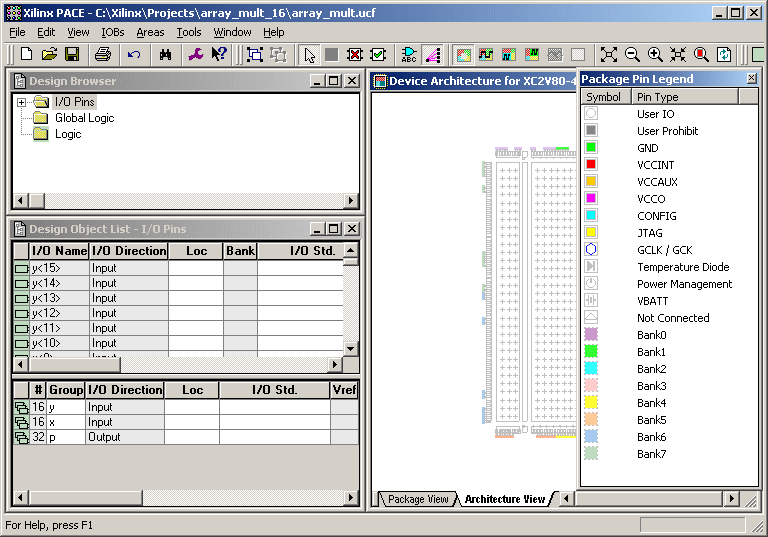 Xilinx PACE - C:\Xilinx\Projects\array_mult_16\array_mult.ucf
File Edit View IOBs Areas Tools Window Help
ABC
Design Browser
I/O Pins
Global Logic
Logic
Design Object List - I/O Pins
I/O Name I/O Direction Loc Bank I/O Std.
y<15> Input
y<14> Input
y<13> Input
y<12> Input
y<11> Input
y<10> Input
# Group I/O Direction Loc I/O Std. Vref
16 y Input
16 x Input
32 p Output
Device Architecture for XC2V80-4
Package View Architecture View
Package Pin Legend
Symbol Pin Type
User IO
User Prohibit
GND
VCCINT
VCCAUX
VCCO
CONFIG
JTAG
GCLK / GCK
Temperature Diode
Power Management
VBATT
Not Connected
Bank0
Bank1
Bank2
Bank3
Bank4
Bank5
Bank6
Bank7
For Help, press F1